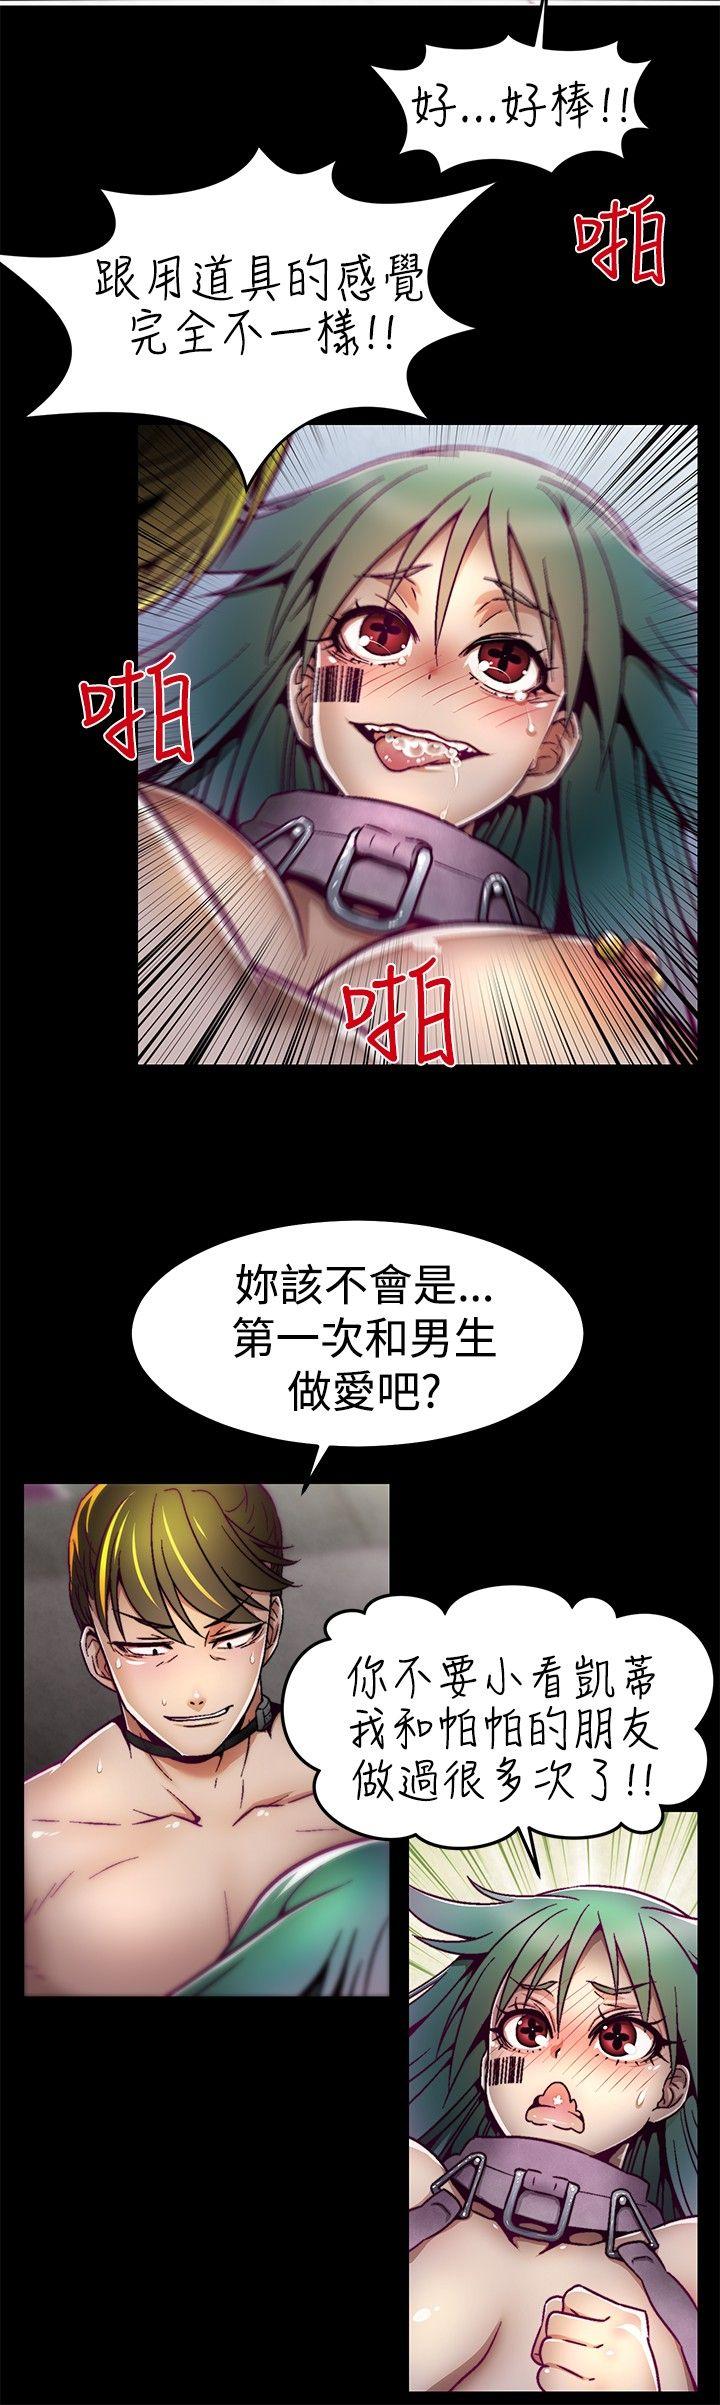 好...好棒!!
啪
跟用道具的感覺
完全不一樣!!
啪
啪
妳該不會是...
第一次和男生
做愛吧?
你不要小看凱蒂
我和帕帕的朋友
做過很多次了!!